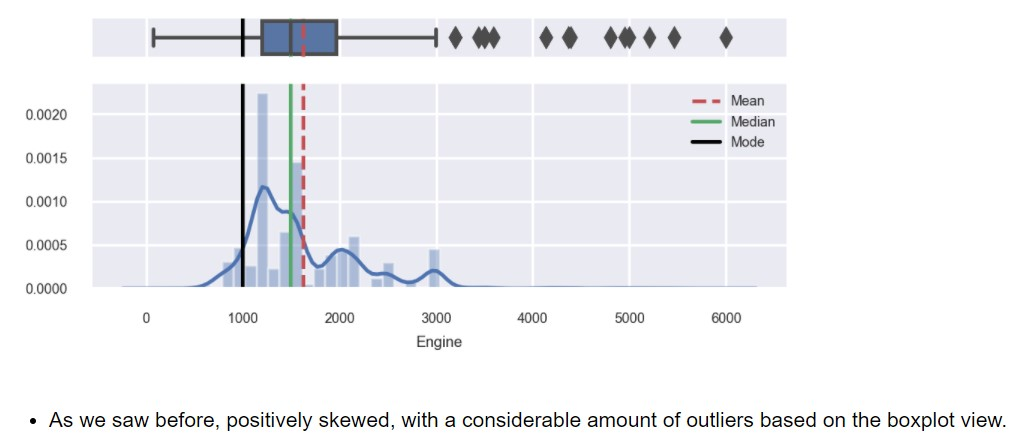 Mean
Median
Mode
0.0020
0.0015
0.0010
0.0005
0.0000
0 1000 2000 3000 4000 5000 6000
Engine
• As we saw before, positively skewed, with a considerable amount of outliers based on the boxplot view.